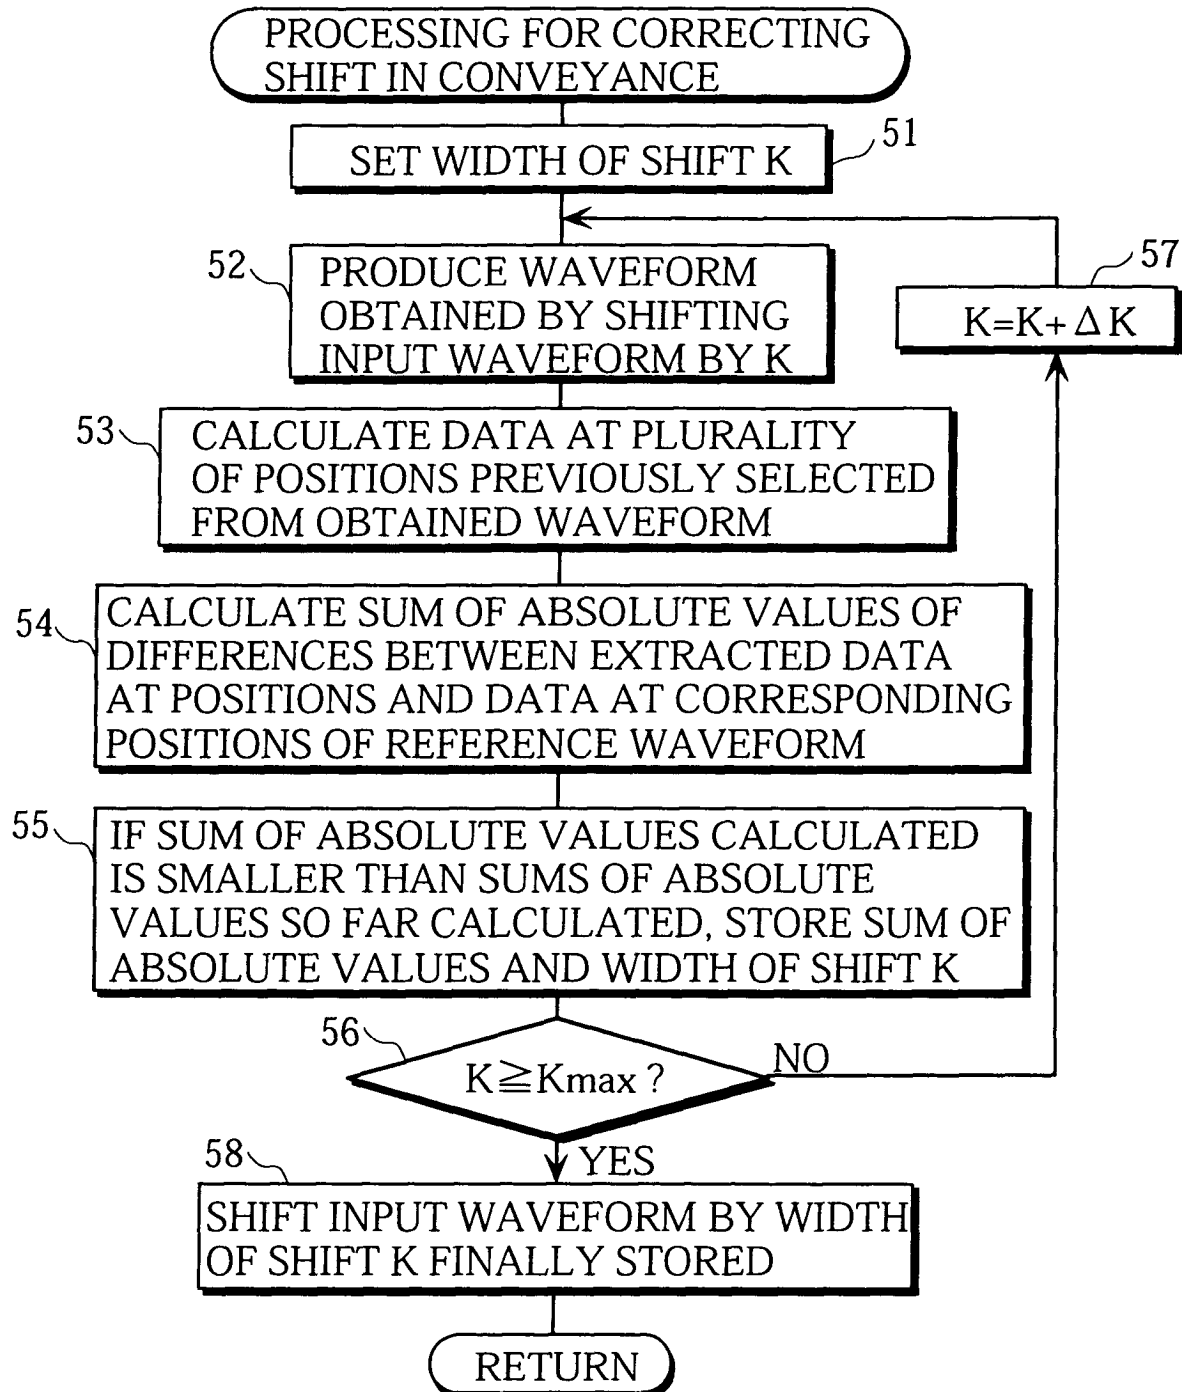 PROCESSING FOR CORRECTING
SHIFT IN CONVEYANCE
51
SET WIDTH OF SHIFT K
52
PRODUCE WAVEFORM
OBTAINED BY SHIFTING
INPUT WAVEFORM BY K
57
K=K+ΔK
53
CALCULATE DATA AT PLURALITY
OF POSITIONS PREVIOUSLY SELECTED
FROM OBTAINED WAVEFORM
54
CALCULATE SUM OF ABSOLUTE VALUES OF
DIFFERENCES BETWEEN EXTRACTED DATA
AT POSITIONS AND DATA AT CORRESPONDING
POSITIONS OF REFERENCE WAVEFORM
55
IF SUM OF ABSOLUTE VALUES CALCULATED
IS SMALLER THAN SUMS OF ABSOLUTE
VALUES SO FAR CALCULATED, STORE SUM OF
ABSOLUTE VALUES AND WIDTH OF SHIFT K
56
K≧Kmax?
NO
YES
58
SHIFT INPUT WAVEFORM BY WIDTH
OF SHIFT K FINALLY STORED
RETURN